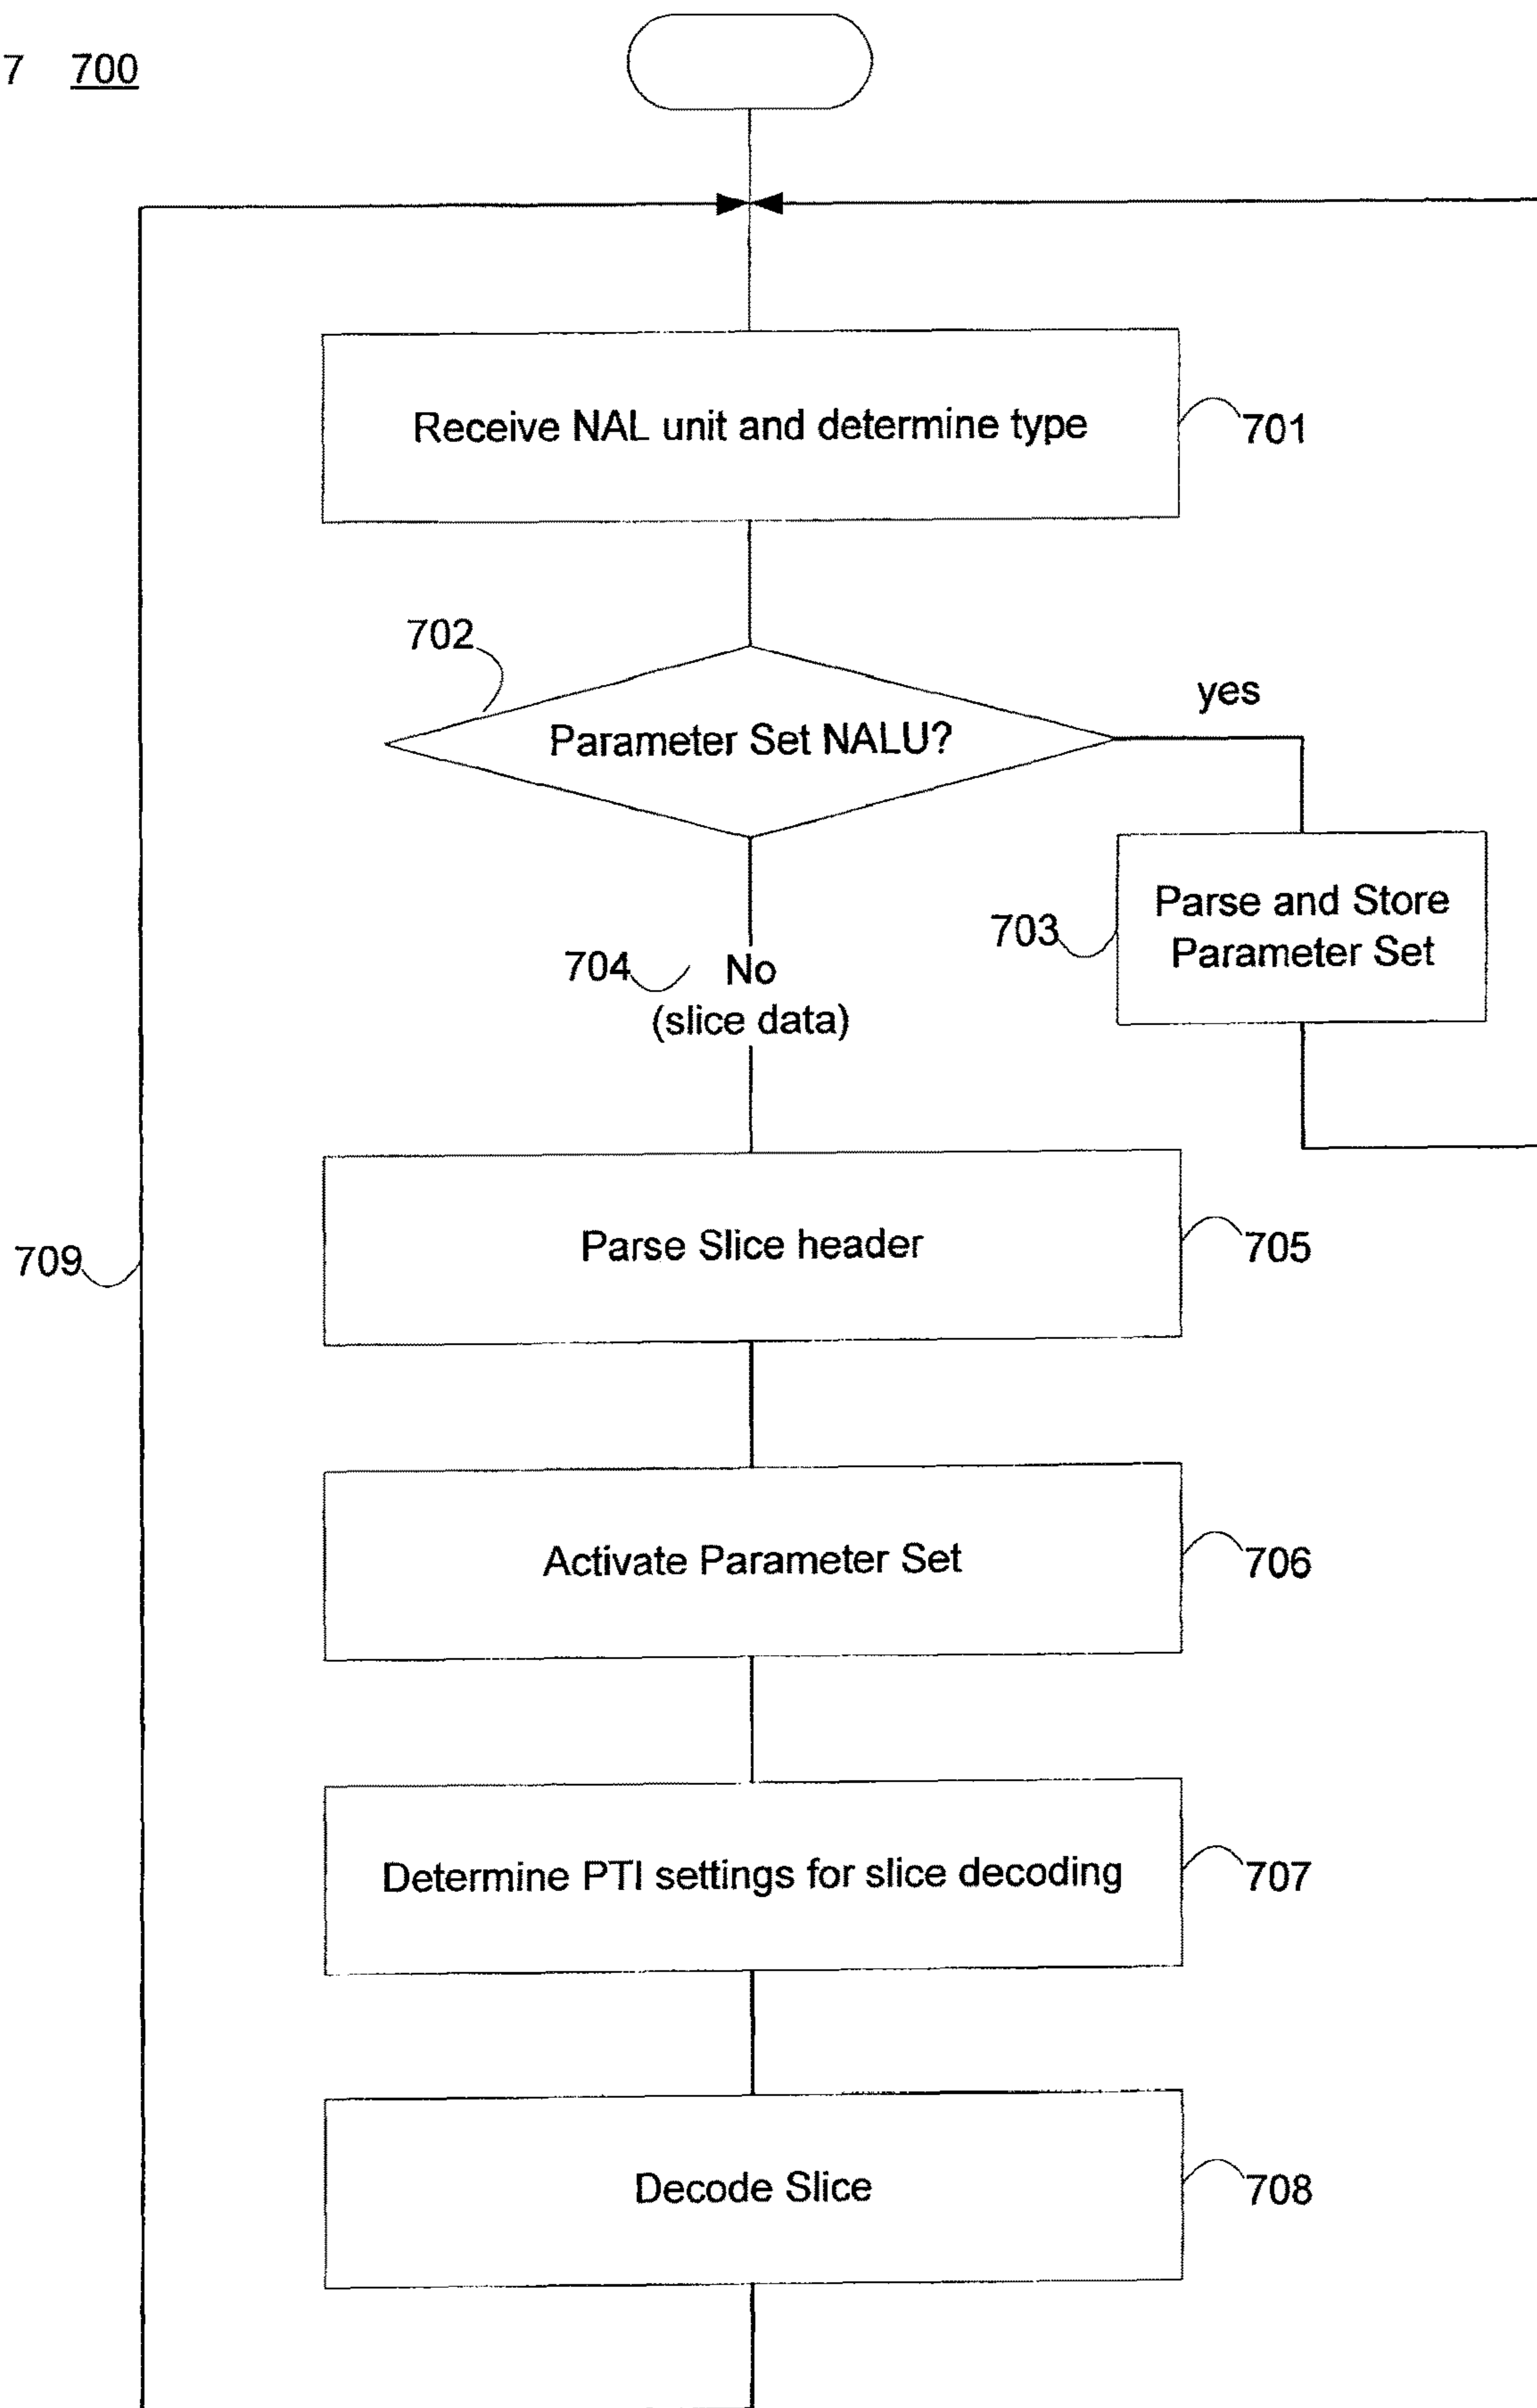 7 700
Receive NAL unit and determine type
701
702
Parameter Set NALU?
yes
703
Parse and Store
Parameter Set
704
No
(slice data)
Parse Slice header
705
709
Activate Parameter Set
706
Determine PTI settings for slice decoding
707
Decode Slice
708